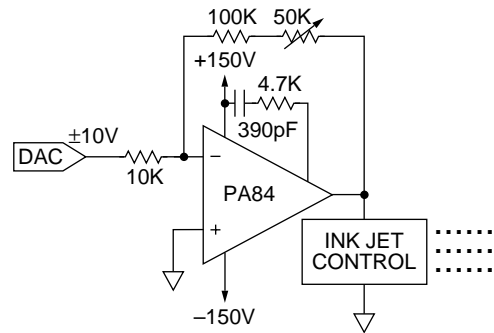 100K 50K
+150V
4.7K
390pF
±10V
DAC
10K
−
PA84
+
INK JET
CONTROL
−150V